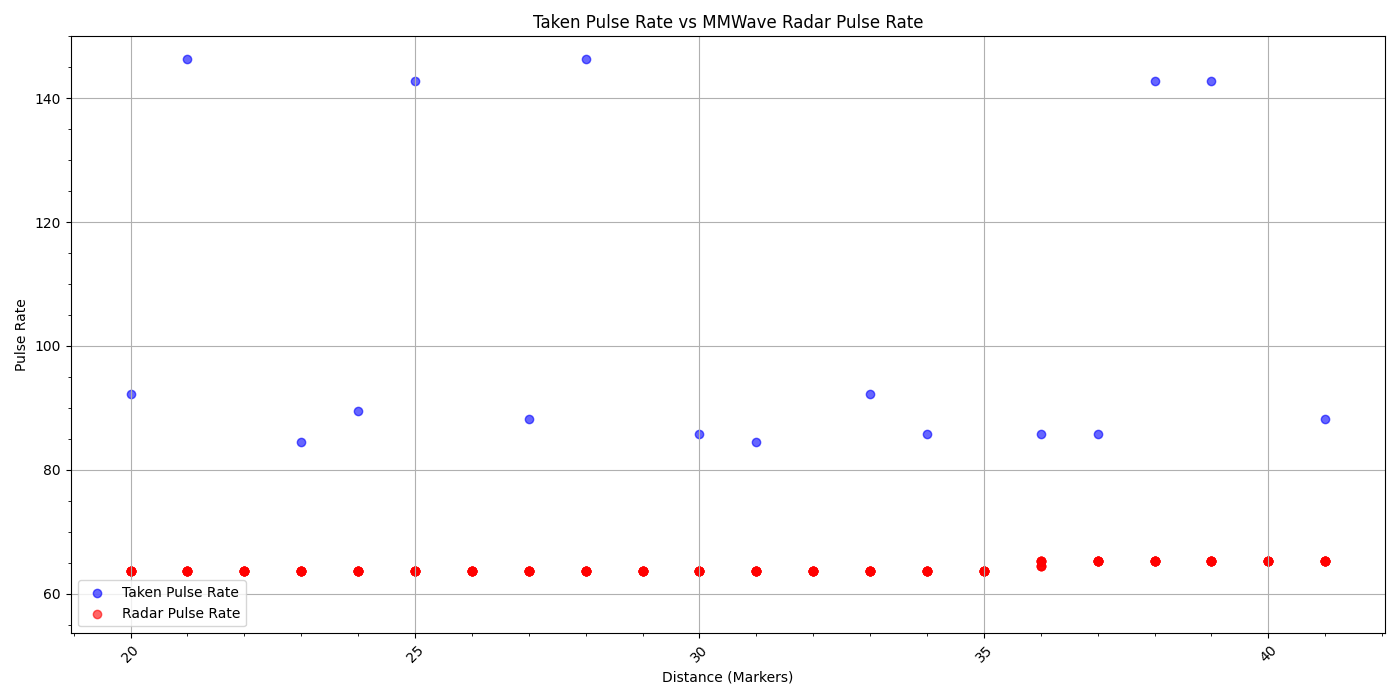 Taken Pulse Rate vs MMWave Radar Pulse Rate
140
120
100
80
60
Pulse Rate
Taken Pulse Rate
Radar Pulse Rate
20
25
30
35
40
Distance (Markers)